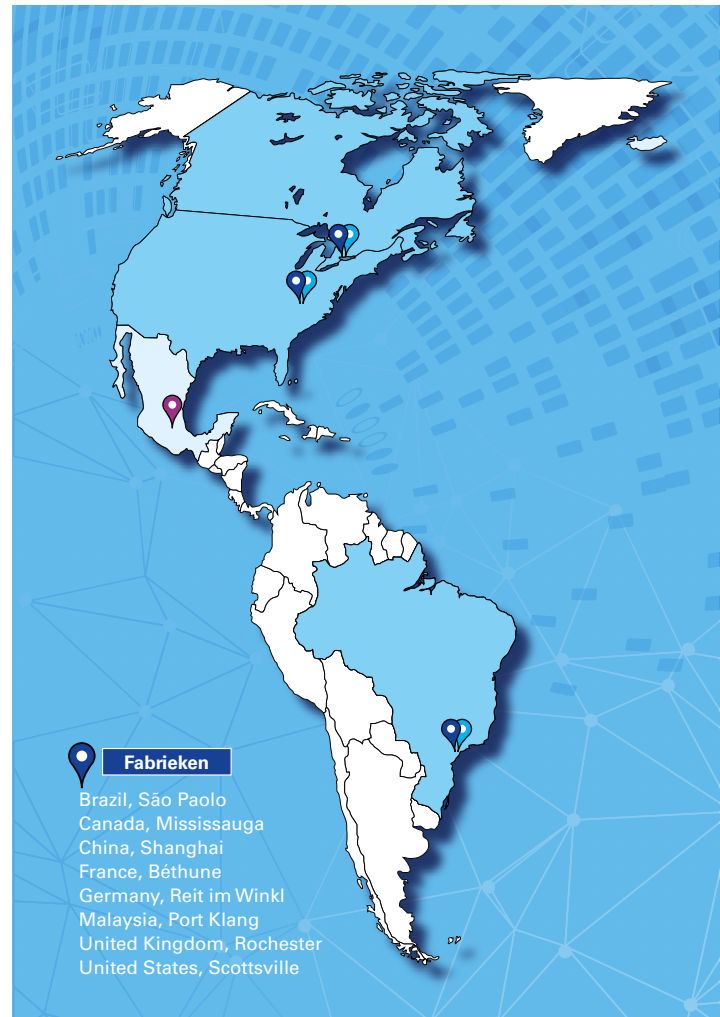 Fabrieken
Brazil, São Paolo
Canada, Mississauga
China, Shanghai
France, Béthune
Germany, Reit im Winkl
Malaysia, Port Klang
United Kingdom, Rochester
United States, Scottsville